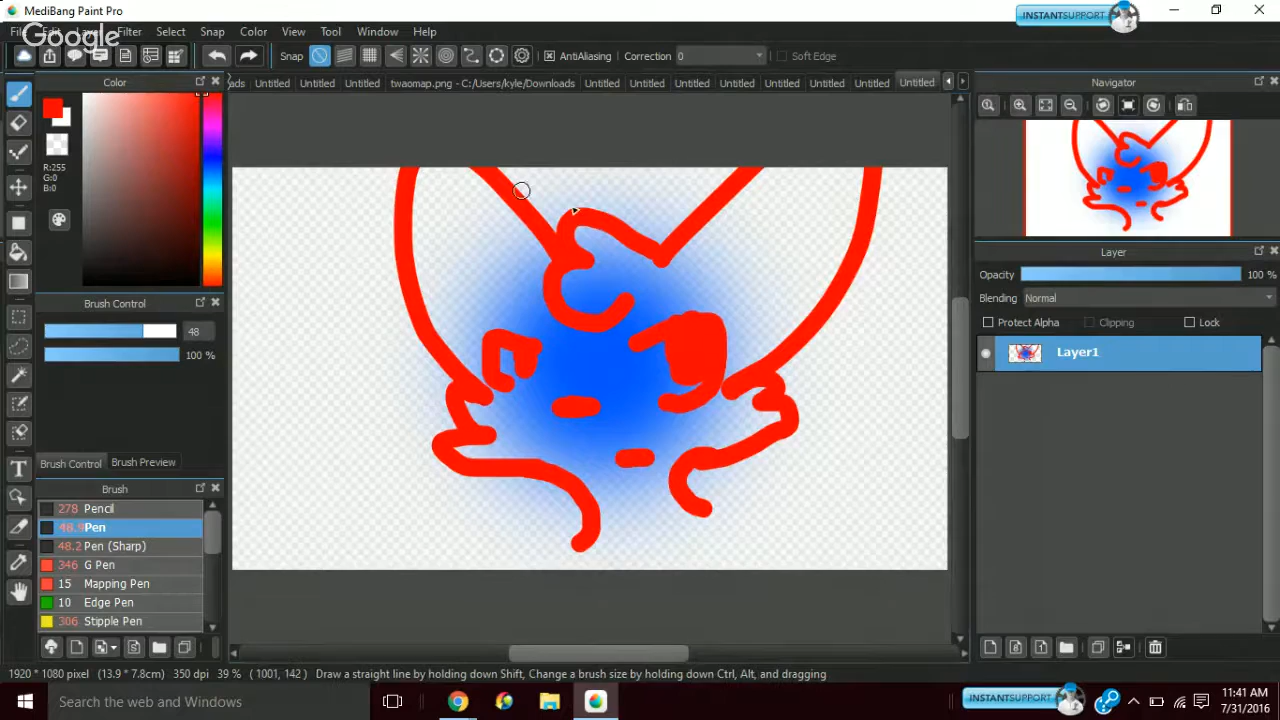 MediBang Paint Pro
INSTANTSUPPORT
File Edit Layer Filter Select Snap Color View Tool Window Help
Google
Snap AntiAliasing Correction 0 Soft Edge
Color
ads Untitled Untitled Untitled twaomap.png - C:/Users/kyle/Downloads Untitled Untitled Untitled Untitled Untitled Untitled Untitled Untitled
Navigator
R:255
G:0
B:0
Layer
Opacity 100 %
Blending Normal
Protect Alpha Clipping Lock
Layer1
Brush Control
48
100 %
Brush Control Brush Preview
Brush
278 Pencil
48.9 Pen
48.2 Pen (Sharp)
346 G Pen
15 Mapping Pen
10 Edge Pen
306 Stipple Pen
1920 * 1080 pixel (13.9 * 7.8cm) 350 dpi 39 % ( 1001, 142 ) Draw a straight line by holding down Shift, Change a brush size by holding down Ctrl, Alt, and dragging
Search the web and Windows
INSTANTSUPPORT
11:41 AM
7/31/2016